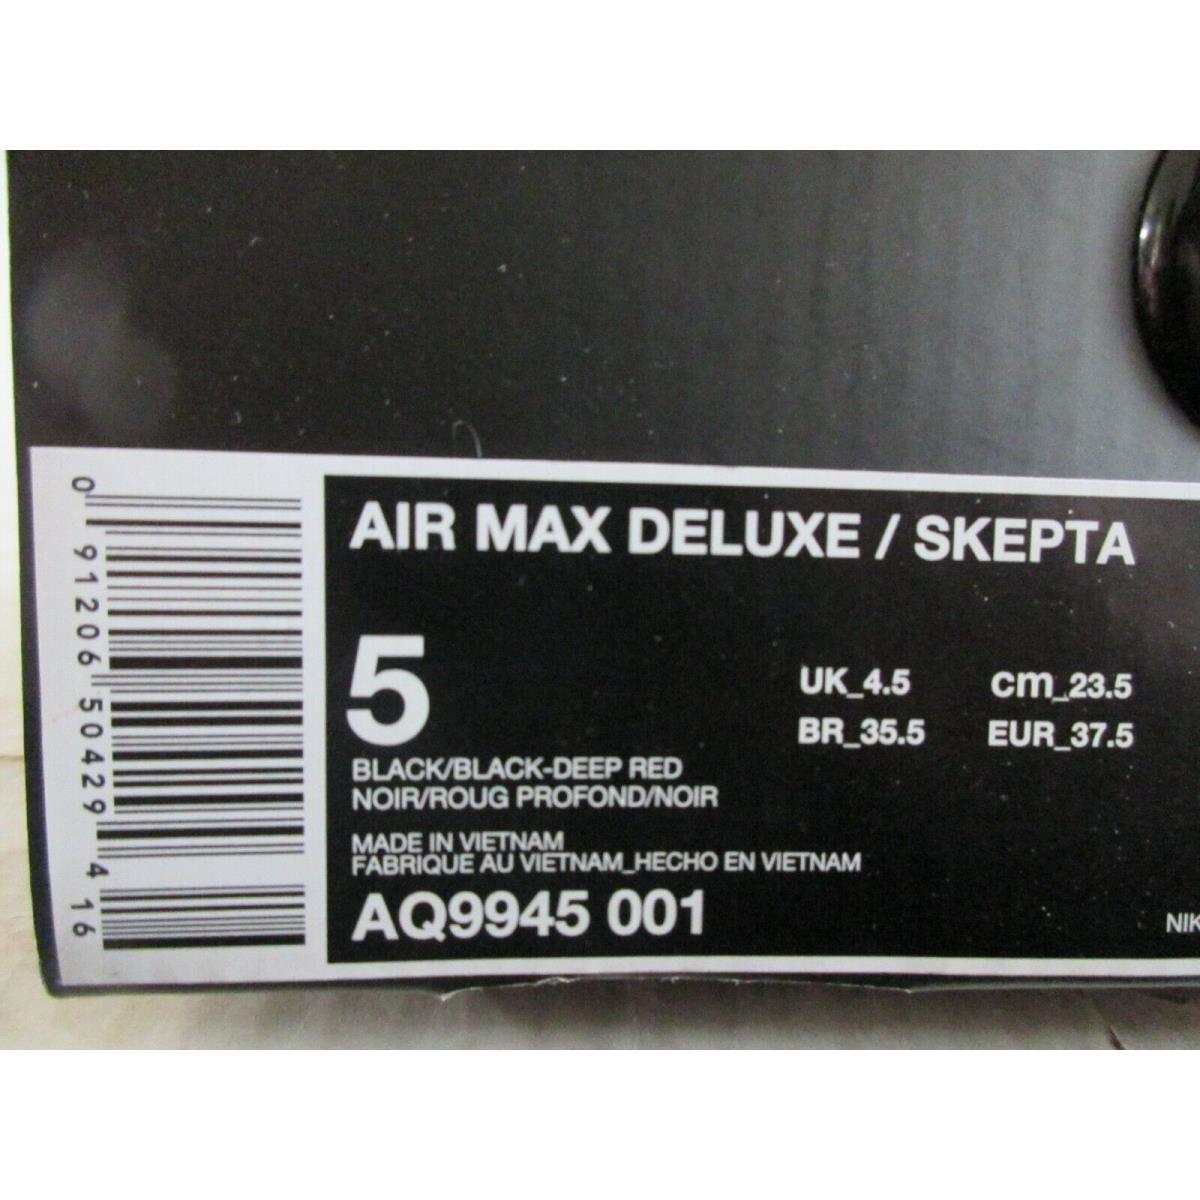 AIR MAX DELUXE / SKEPTA
5
UK_4.5 cm_23.5
BR_35.5 EUR_37.5
BLACK/BLACK-DEEP RED
NOIR/ROUG PROFOND/NOIR
MADE IN VIETNAM
FABRIQUE AU VIETNAM_HECHO EN VIETNAM
AQ9945 001
NIK
0 91206 50429 4 16